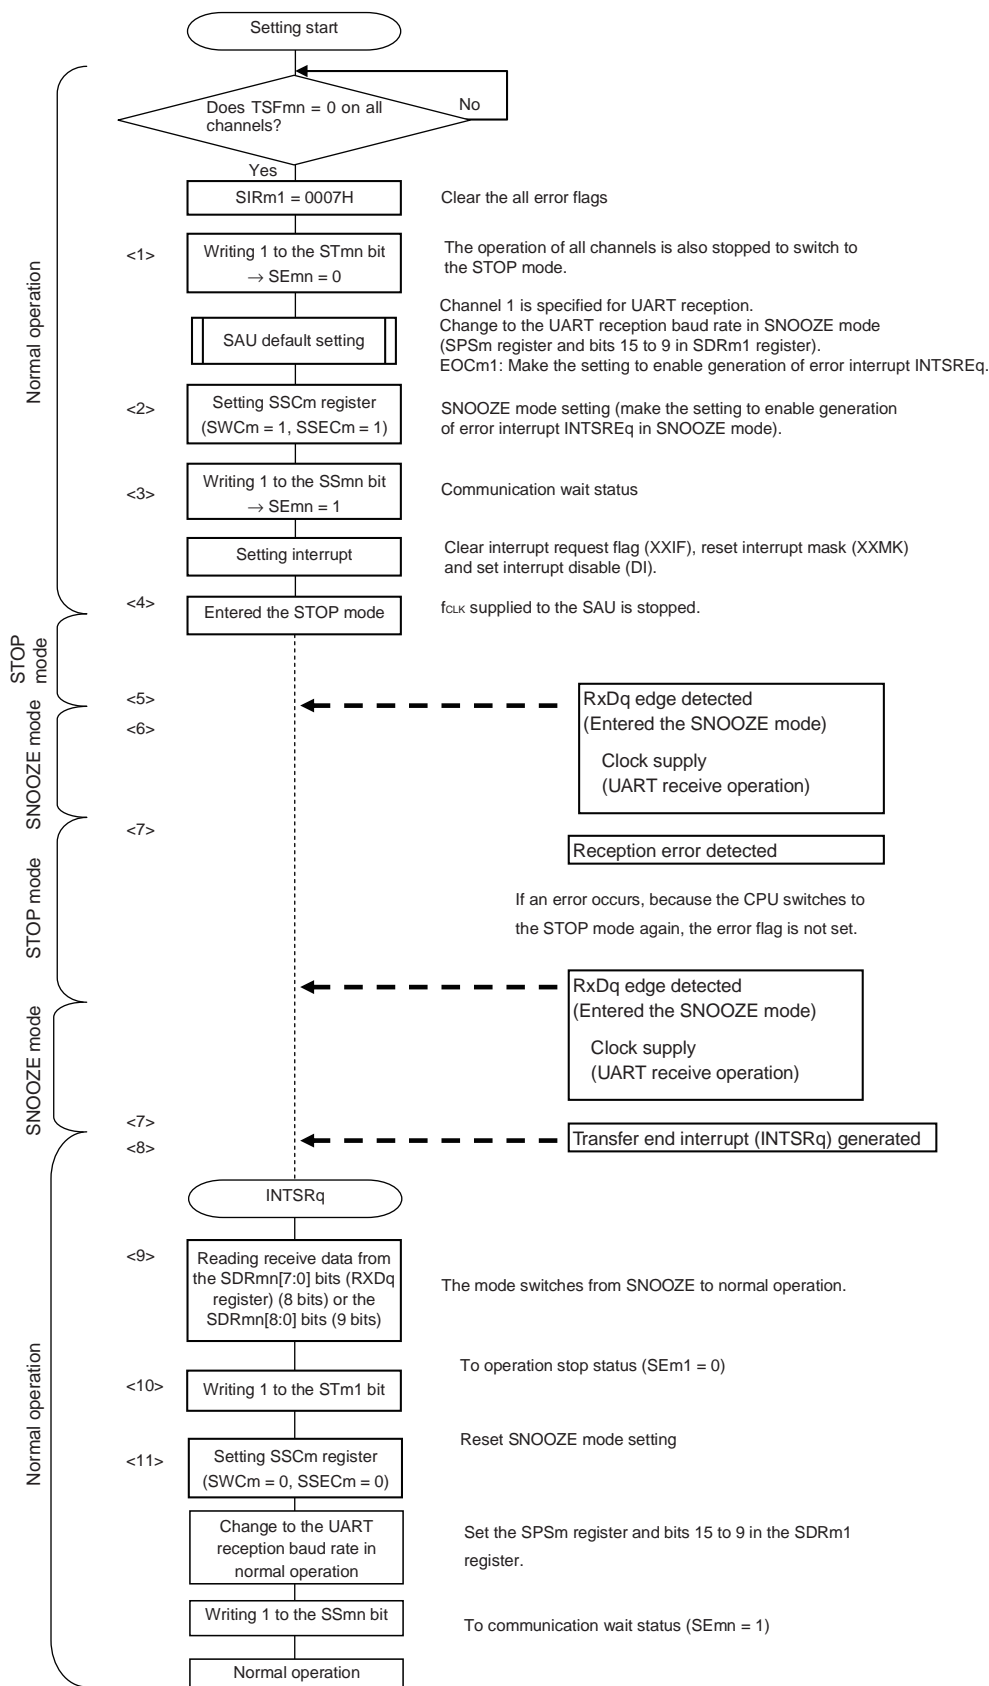 Setting start
Does TSFmn = 0 on all
channels?
No
Yes
SIRm1 = 0007H
Clear the all error flags
<1>
Writing 1 to the STmn bit
→ SEmn = 0
The operation of all channels is also stopped to switch to
the STOP mode.
SAU default setting
Channel 1 is specified for UART reception.
Change to the UART reception baud rate in SNOOZE mode
(SPSm register and bits 15 to 9 in SDRm1 register).
EOCm1: Make the setting to enable generation of error interrupt INTSREq.
<2>
Setting SSCm register
(SWCm = 1, SSECm = 1)
SNOOZE mode setting (make the setting to enable generation
of error interrupt INTSREq in SNOOZE mode).
<3>
Writing 1 to the SSmn bit
→ SEmn = 1
Communication wait status
Setting interrupt
Clear interrupt request flag (XXIF), reset interrupt mask (XXMK)
and set interrupt disable (DI).
<4>
Entered the STOP mode
fCLK supplied to the SAU is stopped.
Normal operation
STOP
mode
<5>
<6>
RxDq edge detected
(Entered the SNOOZE mode)
Clock supply
(UART receive operation)
SNOOZE mode
<7>
Reception error detected
If an error occurs, because the CPU switches to
the STOP mode again, the error flag is not set.
STOP mode
RxDq edge detected
(Entered the SNOOZE mode)
Clock supply
(UART receive operation)
SNOOZE mode
<7>
<8>
Transfer end interrupt (INTSRq) generated
INTSRq
<9>
Reading receive data from
the SDRmn[7:0] bits (RXDq
register) (8 bits) or the
SDRmn[8:0] bits (9 bits)
The mode switches from SNOOZE to normal operation.
<10>
Writing 1 to the STm1 bit
To operation stop status (SEm1 = 0)
<11>
Setting SSCm register
(SWCm = 0, SSECm = 0)
Reset SNOOZE mode setting
Change to the UART
reception baud rate in
normal operation
Set the SPSm register and bits 15 to 9 in the SDRm1
register.
Writing 1 to the SSmn bit
To communication wait status (SEmn = 1)
Normal operation
Normal operation